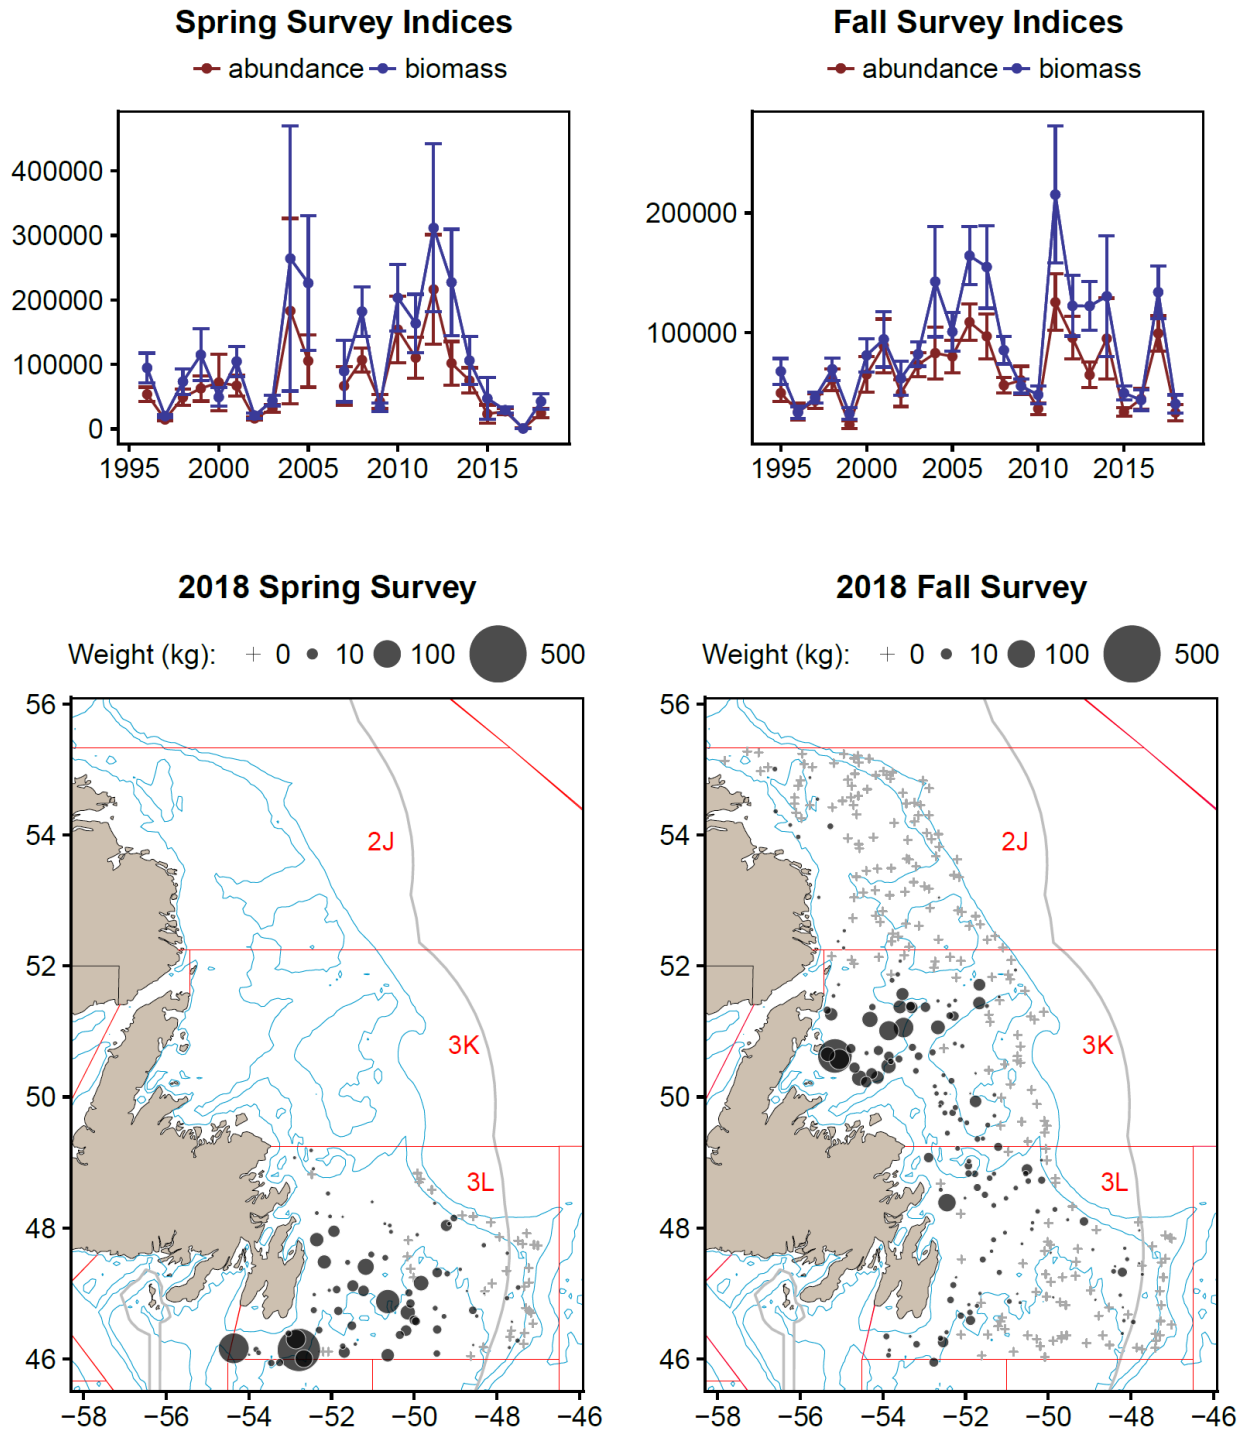 Spring Survey Indices
abundance biomass
400000
300000
200000
100000
0
1995 2000 2005 2010 2015
Fall Survey Indices
abundance biomass
200000
100000
1995 2000 2005 2010 2015
2018 Spring Survey
Weight (kg): 0 10 100 500
56
54
52
50
48
46
2J
3K
3L
−58 −56 −54 −52 −50 −48 −46
2018 Fall Survey
Weight (kg): 0 10 100 500
56
54
52
50
48
46
2J
3K
3L
−58 −56 −54 −52 −50 −48 −46